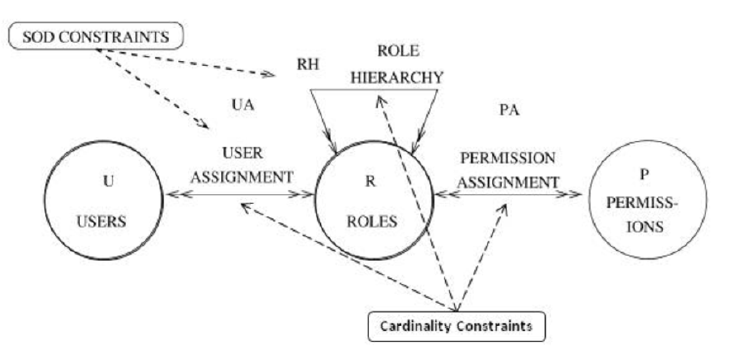 SOD CONSTRAINTS
RH
ROLE
HIERARCHY
UA
PA
USER
ASSIGNMENT
PERMISSION
ASSIGNMENT
U
USERS
R
ROLES
P
PERMISS-
IONS
Cardinality Constraints